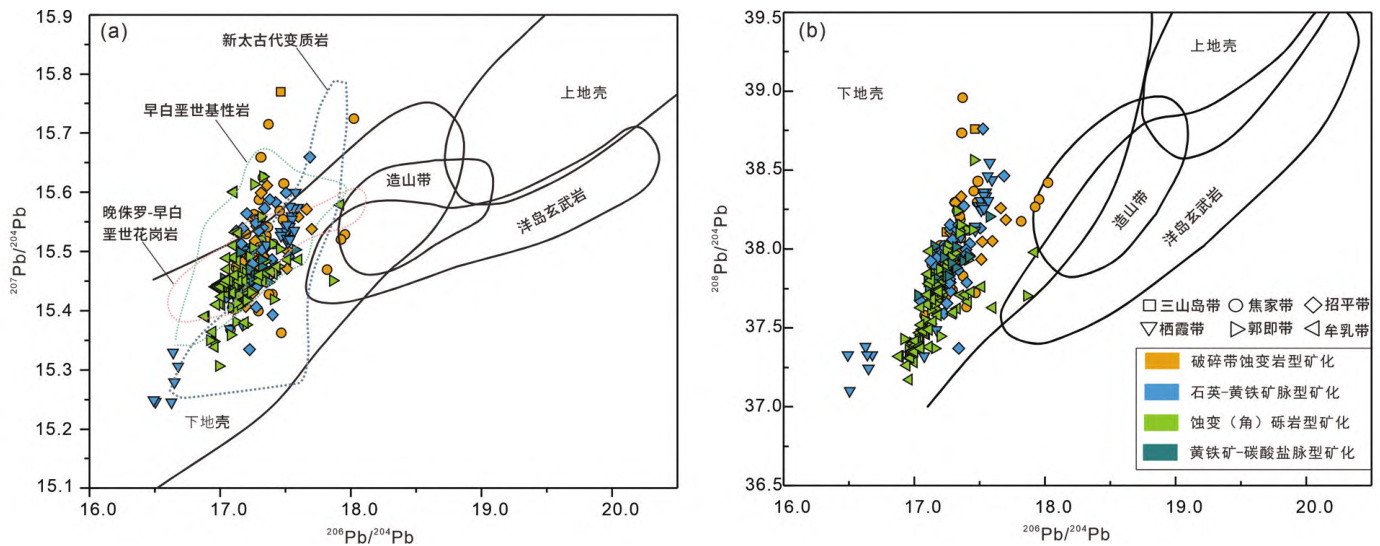 (a)
新太古代变质岩
早白垩世基性岩
晚侏罗-早白
垩世花岗岩
上地壳
造山带
洋岛玄武岩
下地壳
15.9
15.8
15.7
15.6
15.5
15.4
15.3
15.2
15.1
207Pb/204Pb
16.0 17.0 18.0 19.0 20.0
206Pb/204Pb
(b)
下地壳
上地壳
造山带
洋岛玄武岩
39.5
39.0
38.5
38.0
37.5
37.0
36.5
208Pb/204Pb
16.0 17.0 18.0 19.0 20.0
206Pb/204Pb
三山岛带 焦家带 招平带
栖霞带 郭即带 牟乳带
破碎带蚀变岩型矿化
石英-黄铁矿脉型矿化
蚀变（角）砾岩型矿化
黄铁矿-碳酸盐脉型矿化